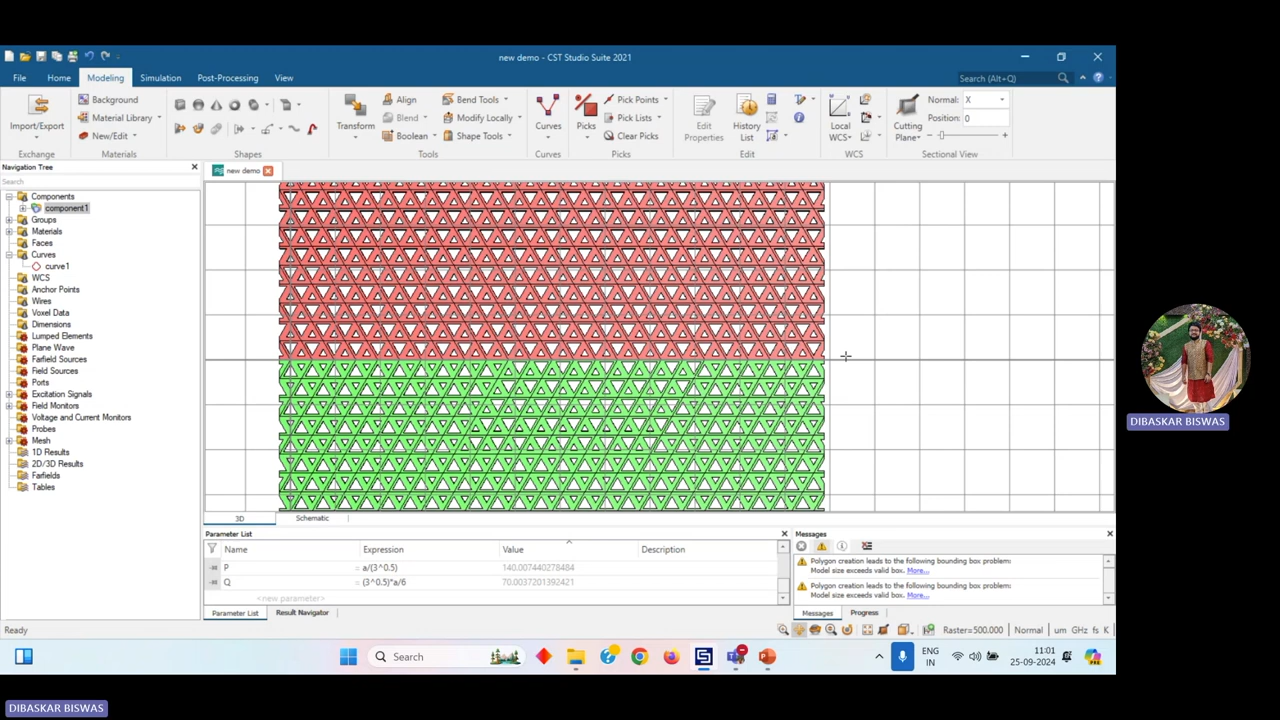 new demo - CST Studio Suite 2021
File Home Modeling Simulation Post-Processing View
Search (Alt+Q)
Import/Export
Exchange
Background
Material Library
New/Edit
Materials
Shapes
Transform
Align
Blend
Boolean
Bend Tools
Modify Locally
Shape Tools
Tools
Curves
Curves
Picks
Pick Points
Pick Lists
Clear Picks
Picks
Edit
Properties
History
List
Edit
Local
WCS
WCS
Cutting
Plane
Normal: X
Position: 0
Sectional View
Navigation Tree
Search
Components
component1
Groups
Materials
Faces
Curves
curve1
WCS
Anchor Points
Wires
Voxel Data
Dimensions
Lumped Elements
Plane Wave
Farfield Sources
Field Sources
Ports
Excitation Signals
Field Monitors
Voltage and Current Monitors
Probes
Mesh
1D Results
2D/3D Results
Farfields
Tables
new demo
3D Schematic
Parameter List
Name Expression Value Description
P = a/(3^0.5) 140.007440278484
Q = (3^0.5)*a/6 70.0037201392421
<new parameter>
Parameter List Result Navigator
Messages
Polygon creation leads to the following bounding box problem:
Model size exceeds valid box. More...
Polygon creation leads to the following bounding box problem:
Model size exceeds valid box. More...
Messages Progress
Ready
Raster=500.000 Normal um GHz fs K
Search
ENG
IN
11:01
25-09-2024
DIBASKAR BISWAS
DIBASKAR BISWAS